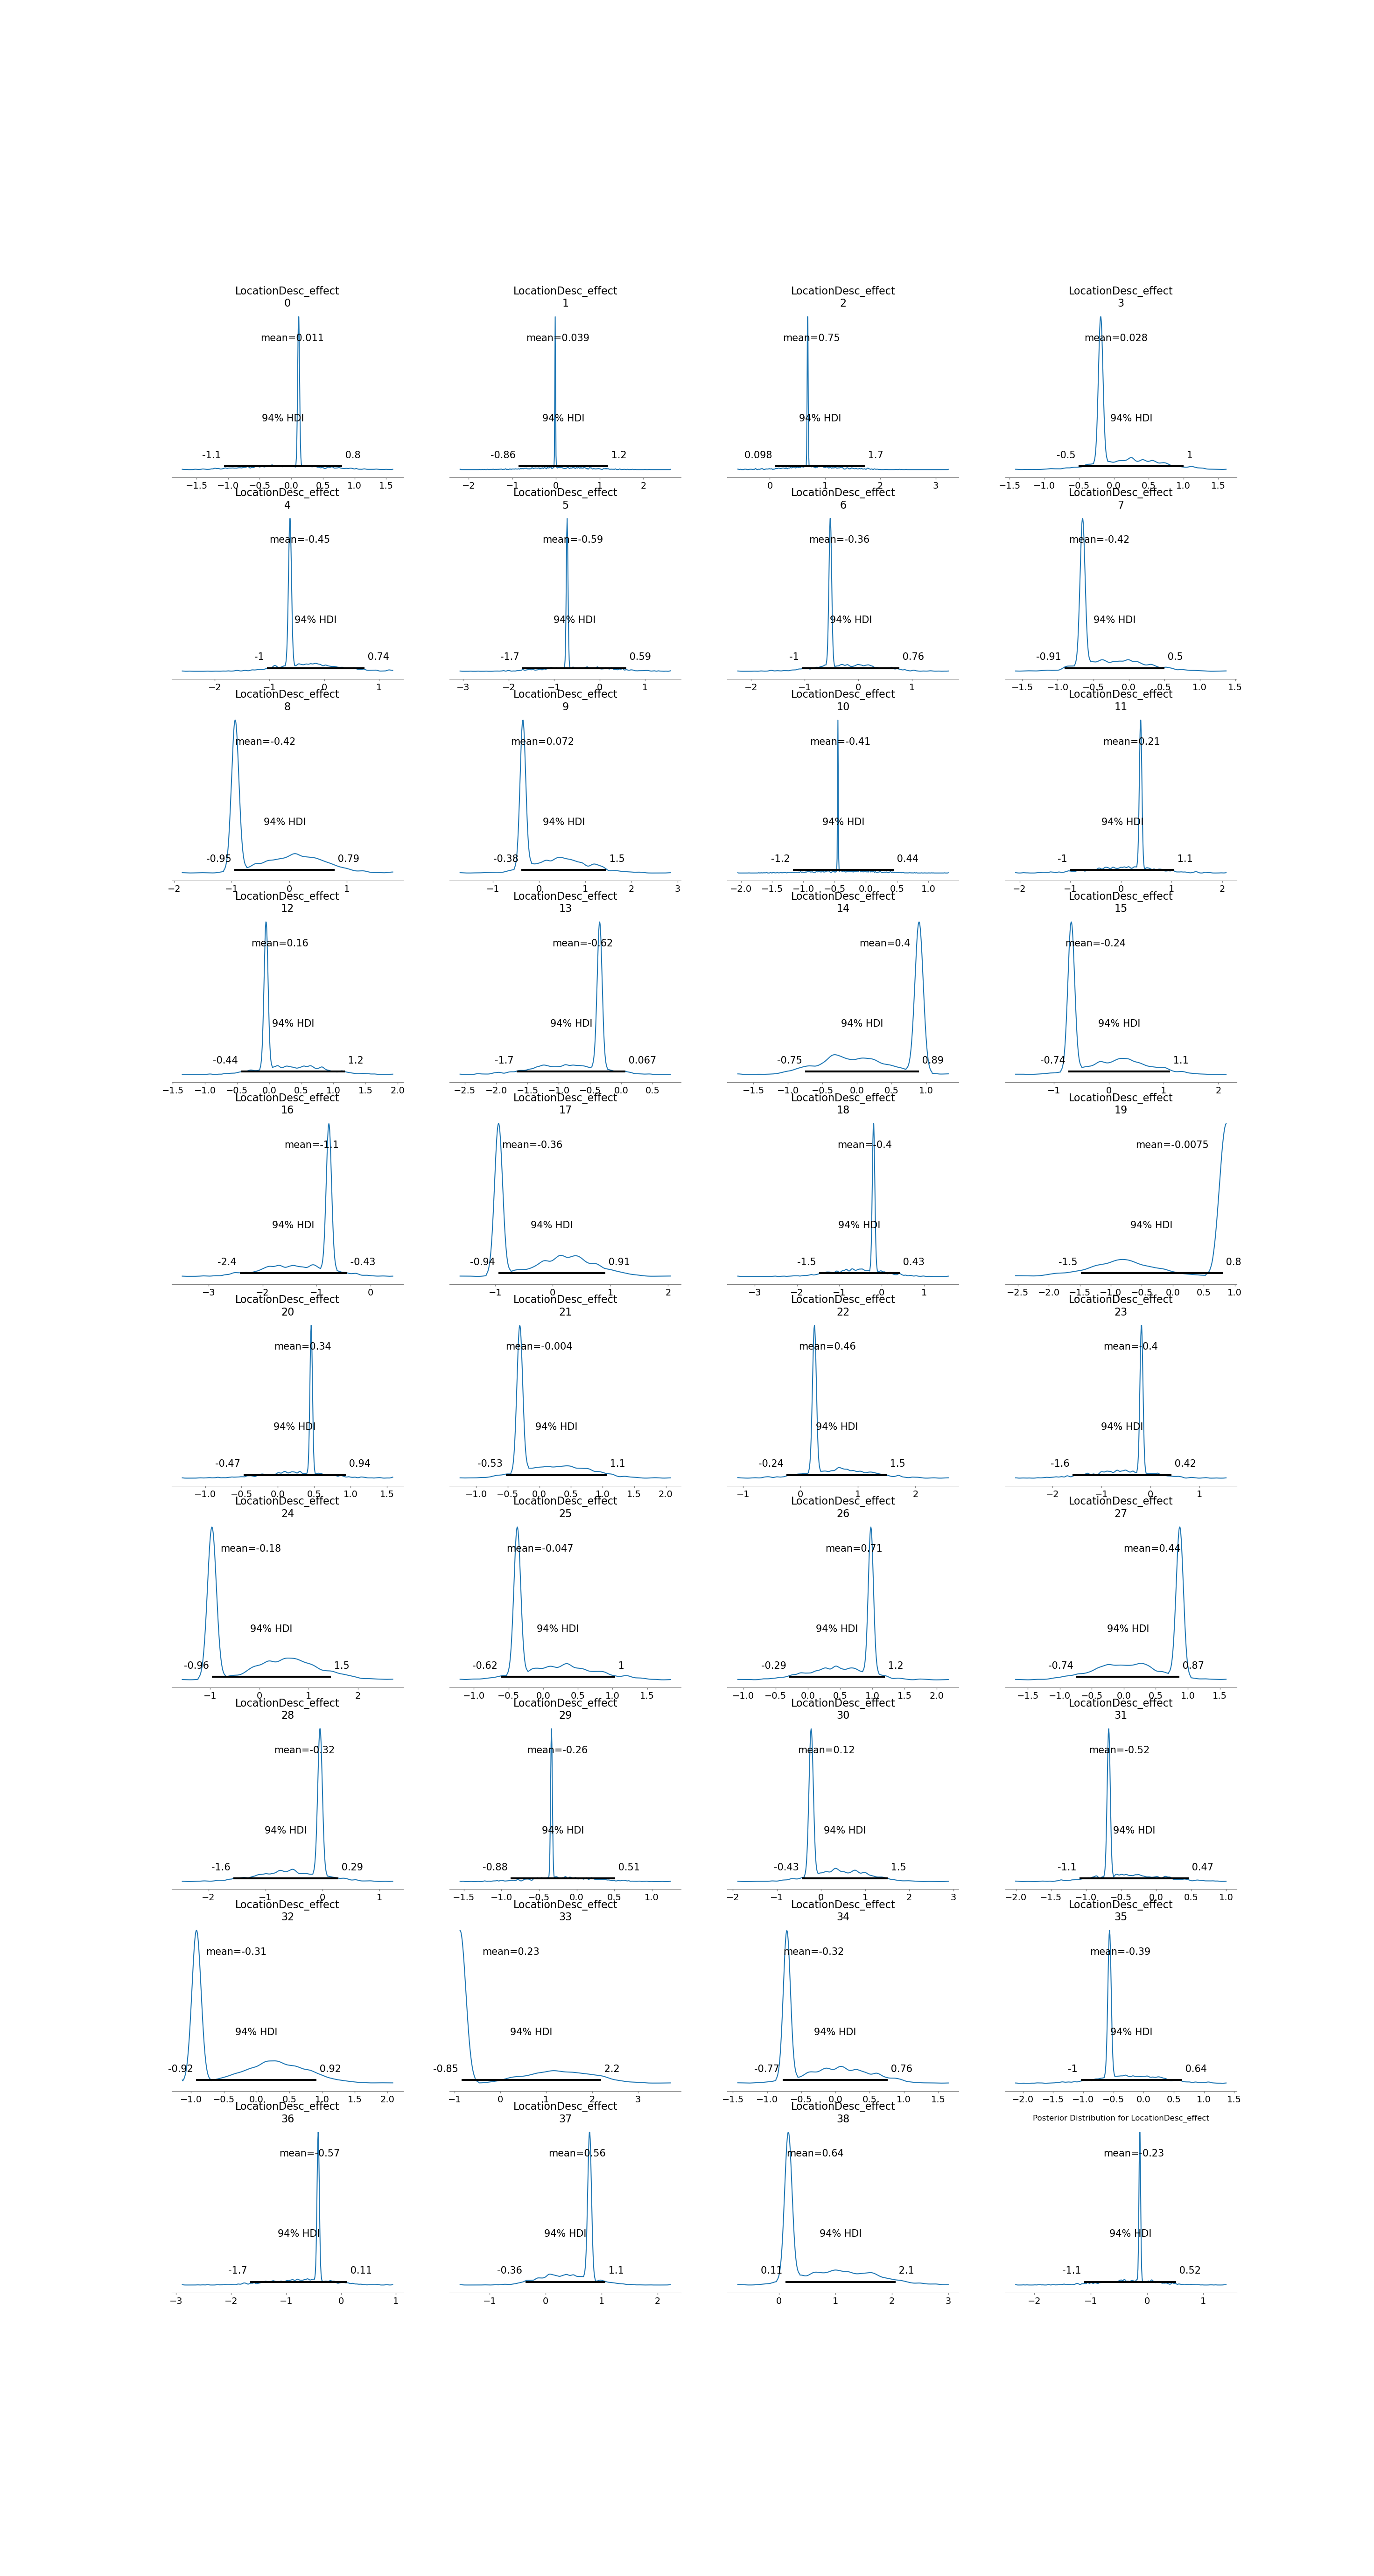 LocationDesc_effect
0
mean=0.011
94% HDI
-1.1 0.8
−1.5 −1.0 −0.5 0.0 0.5 1.0 1.5
LocationDesc_effect
1
mean=0.039
94% HDI
-0.86 1.2
−2 −1 0 1 2
LocationDesc_effect
2
mean=0.75
94% HDI
0.098 1.7
0 1 2 3
LocationDesc_effect
3
mean=0.028
94% HDI
-0.5 1
−1.5 −1.0 −0.5 0.0 0.5 1.0 1.5
LocationDesc_effect
4
mean=-0.45
94% HDI
-1 0.74
−2 −1 0 1
LocationDesc_effect
5
mean=-0.59
94% HDI
-1.7 0.59
−3 −2 −1 0 1
LocationDesc_effect
6
mean=-0.36
94% HDI
-1 0.76
−2 −1 0 1
LocationDesc_effect
7
mean=-0.42
94% HDI
-0.91 0.5
−1.5 −1.0 −0.5 0.0 0.5 1.0 1.5
LocationDesc_effect
8
mean=-0.42
94% HDI
-0.95 0.79
−2 −1 0 1
LocationDesc_effect
9
mean=0.072
94% HDI
-0.38 1.5
−1 0 1 2 3
LocationDesc_effect
10
mean=-0.41
94% HDI
-1.2 0.44
−2.0 −1.5 −1.0 −0.5 0.0 0.5 1.0
LocationDesc_effect
11
mean=0.21
94% HDI
-1 1.1
−2 −1 0 1 2
LocationDesc_effect
12
mean=0.16
94% HDI
-0.44 1.2
−1.5 −1.0 −0.5 0.0 0.5 1.0 1.5 2.0
LocationDesc_effect
13
mean=-0.62
94% HDI
-1.7 0.067
−2.5 −2.0 −1.5 −1.0 −0.5 0.0 0.5
LocationDesc_effect
14
mean=0.4
94% HDI
-0.75 0.89
−1.5 −1.0 −0.5 0.0 0.5 1.0
LocationDesc_effect
15
mean=-0.24
94% HDI
-0.74 1.1
−1 0 1 2
LocationDesc_effect
16
mean=-1.1
94% HDI
-2.4 -0.43
−3 −2 −1 0
LocationDesc_effect
17
mean=-0.36
94% HDI
-0.94 0.91
−1 0 1 2
LocationDesc_effect
18
mean=-0.4
94% HDI
-1.5 0.43
−3 −2 −1 0 1
LocationDesc_effect
19
mean=-0.0075
94% HDI
-1.5 0.8
−2.5 −2.0 −1.5 −1.0 −0.5 0.0 0.5 1.0
LocationDesc_effect
20
mean=0.34
94% HDI
-0.47 0.94
−1.0 −0.5 0.0 0.5 1.0 1.5
LocationDesc_effect
21
mean=-0.004
94% HDI
-0.53 1.1
−1.0 −0.5 0.0 0.5 1.0 1.5 2.0
LocationDesc_effect
22
mean=0.46
94% HDI
-0.24 1.5
−1 0 1 2
LocationDesc_effect
23
mean=-0.4
94% HDI
-1.6 0.42
−2 −1 0 1
LocationDesc_effect
24
mean=-0.18
94% HDI
-0.96 1.5
−1 0 1 2
LocationDesc_effect
25
mean=-0.047
94% HDI
-0.62 1
−1.0 −0.5 0.0 0.5 1.0 1.5
LocationDesc_effect
26
mean=0.71
94% HDI
-0.29 1.2
−1.0 −0.5 0.0 0.5 1.0 1.5 2.0
LocationDesc_effect
27
mean=0.44
94% HDI
-0.74 0.87
−1.5 −1.0 −0.5 0.0 0.5 1.0 1.5
LocationDesc_effect
28
mean=-0.32
94% HDI
-1.6 0.29
−2 −1 0 1
LocationDesc_effect
29
mean=-0.26
94% HDI
-0.88 0.51
−1.5 −1.0 −0.5 0.0 0.5 1.0
LocationDesc_effect
30
mean=0.12
94% HDI
-0.43 1.5
−2 −1 0 1 2 3
LocationDesc_effect
31
mean=-0.52
94% HDI
-1.1 0.47
−2.0 −1.5 −1.0 −0.5 0.0 0.5 1.0
LocationDesc_effect
32
mean=-0.31
94% HDI
-0.92 0.92
−1.0 −0.5 0.0 0.5 1.0 1.5 2.0
LocationDesc_effect
33
mean=0.23
94% HDI
-0.85 2.2
−1 0 1 2 3
LocationDesc_effect
34
mean=-0.32
94% HDI
-0.77 0.76
−1.5 −1.0 −0.5 0.0 0.5 1.0 1.5
LocationDesc_effect
35
mean=-0.39
94% HDI
-1 0.64
−2.0 −1.5 −1.0 −0.5 0.0 0.5 1.0 1.5
LocationDesc_effect
36
mean=-0.57
94% HDI
-1.7 0.11
−3 −2 −1 0 1
LocationDesc_effect
37
mean=0.56
94% HDI
-0.36 1.1
−1 0 1 2
LocationDesc_effect
38
mean=0.64
94% HDI
0.11 2.1
0 1 2 3
Posterior Distribution for LocationDesc_effect
mean=-0.23
94% HDI
-1.1 0.52
−2 −1 0 1